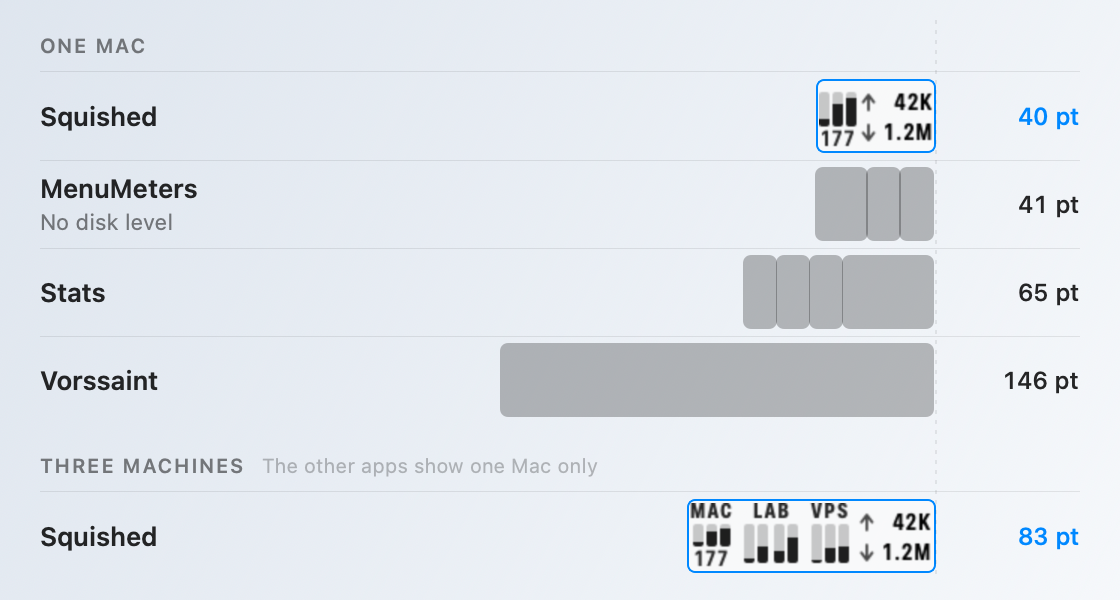 ONE MAC
Squished
42K
177 1.2M
40 pt
MenuMeters
No disk level
41 pt
Stats
65 pt
Vorssaint
146 pt
THREE MACHINES The other apps show one Mac only
Squished
MAC LAB VPS
↑ 42K
177 ↓ 1.2M
83 pt